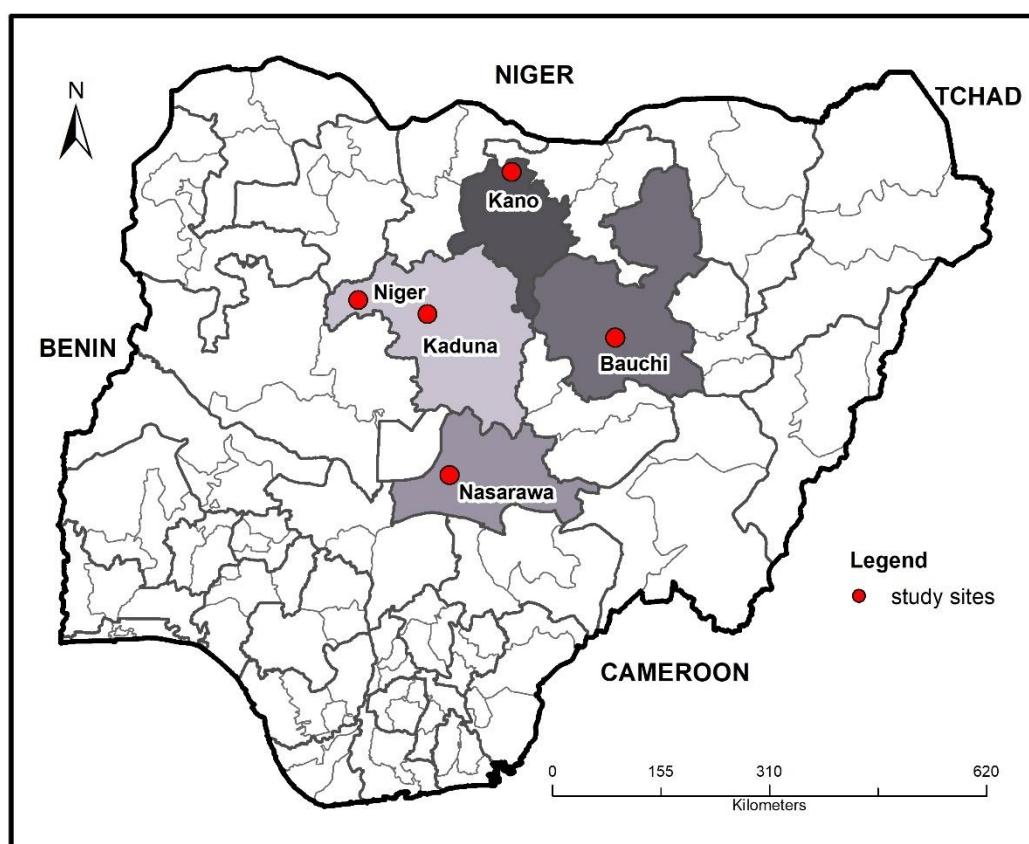 NIGER
N
TCHAD
Kano
Niger
Kaduna
BENIN
Bauchi
Nasarawa
Legend
study sites
CAMEROON
0 155 310 620
Kilometers